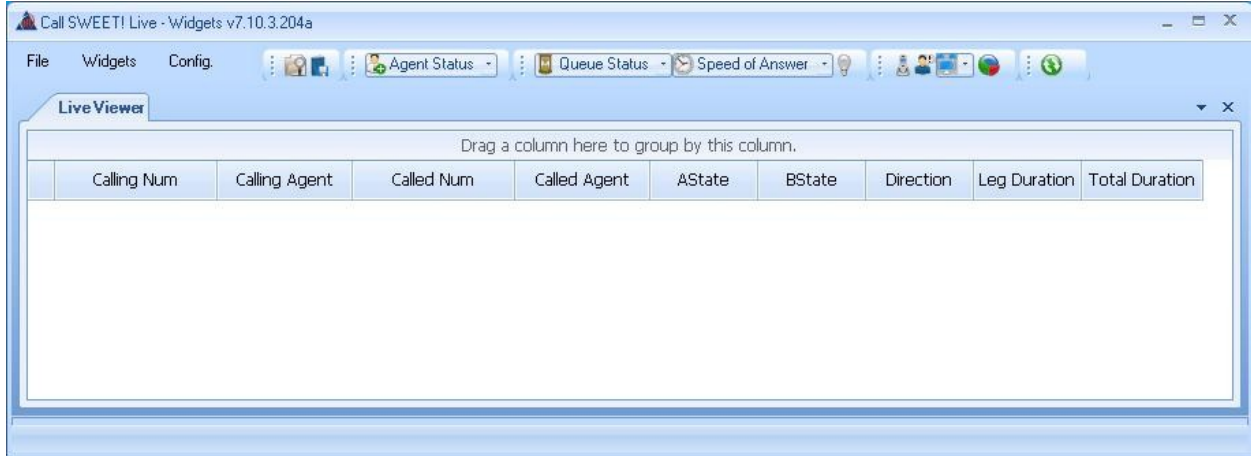 Call SWEET! Live - Widgets v7.10.3.204a
File Widgets Config. Agent Status Queue Status Speed of Answer
Live Viewer
Drag a column here to group by this column.
Calling Num Calling Agent Called Num Called Agent AState BState Direction Leg Duration Total Duration